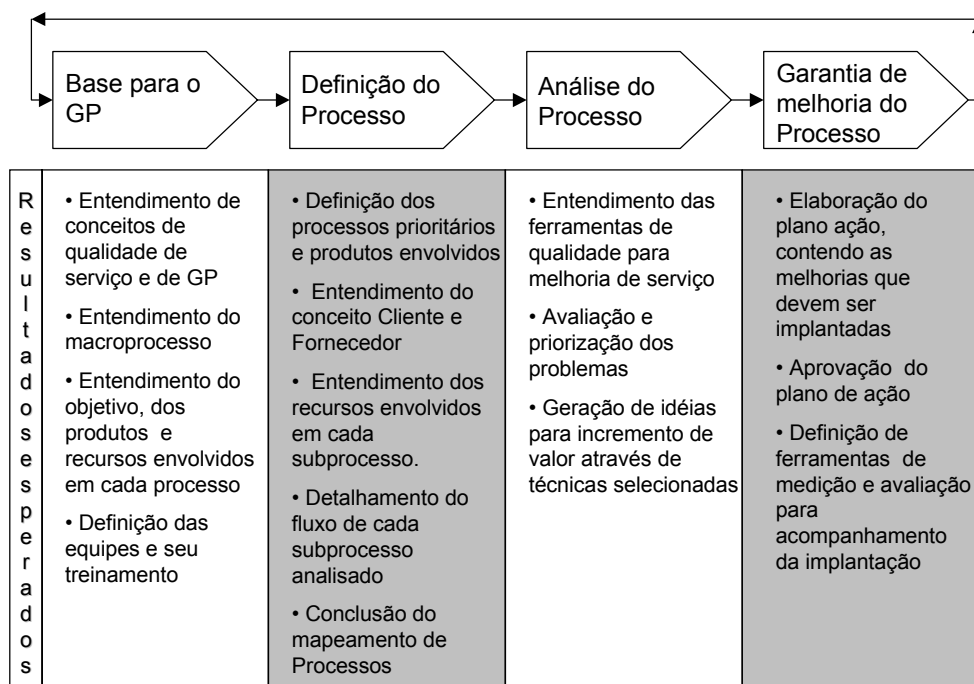 Base para o
GP
Definição do
Processo
Análise do
Processo
Garantia de
melhoria do
Processo
Resultados esperados
• Entendimento de
conceitos de
qualidade de
serviço e de GP
• Entendimento do
macroprocesso
• Entendimento do
objetivo, dos
produtos e
recursos envolvidos
em cada processo
• Definição das
equipes e seu
treinamento
• Definição dos
processos prioritários
e produtos envolvidos
• Entendimento do
conceito Cliente e
Fornecedor
• Entendimento dos
recursos envolvidos
em cada
subprocesso.
• Detalhamento do
fluxo de cada
subprocesso
analisado
• Conclusão do
mapeamento de
Processos
• Entendimento das
ferramentas de
qualidade para
melhoria de serviço
• Avaliação e
priorização dos
problemas
• Geração de idéias
para incremento de
valor através de
técnicas selecionadas
• Elaboração do
plano ação,
contendo as
melhorias que
devem ser
implantadas
• Aprovação do
plano de ação
• Definição de
ferramentas de
medição e avaliação
para
acompanhamento
da implantação